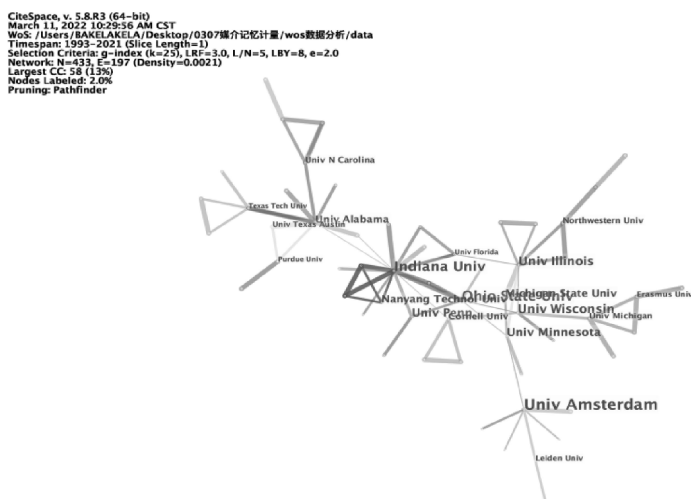 CiteSpace, v. 5.8.R3 (64-bit)
March 11, 2022 10:29:56 AM CST
WoS: /Users/BAKELAKELA/Desktop/0307媒介记忆计量/wos数据分析/data
Timespan: 1993-2021 (Slice Length=1)
Selection Criteria: g-index (k=25), LRF=3.0, L/N=5, LBY=8, e=2.0
Network: N=433, E=197 (Density=0.0021)
Largest CC: 58 (13%)
Nodes Labeled: 2.0%
Pruning: Pathfinder
Univ N Carolina
Texas Tech Univ
Univ Alabama
Univ Texas Austin
Northwestern Univ
Purdue Univ
Univ Florida
Univ Illinois
Indiana Univ
Nanyang Technol Univ
Ohio State Univ
Michigan State Univ
Erasmus Univ
Univ Penn
Cornell Univ
Univ Wisconsin
Univ Michigan
Univ Minnesota
Univ Amsterdam
Leiden Univ